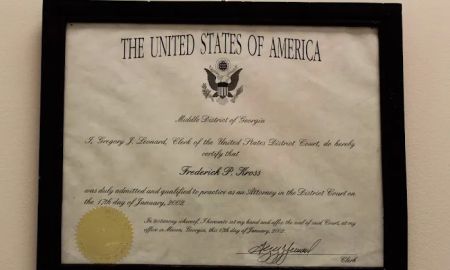 THE UNITED STATES OF AMERICA
Middle District of Georgia
I, Gregory J. Leonard, Clerk of the United States District Court, do hereby
certify that
Frederick P. Kross
was duly admitted and qualified to practice as an Attorney in the District Court on
the 17th day of January, 2002.
In testimony whereof, I hereunto set my hand and affix the seal of said Court, at my
office in Macon, Georgia, this 17th day of January, 2002.
Clerk